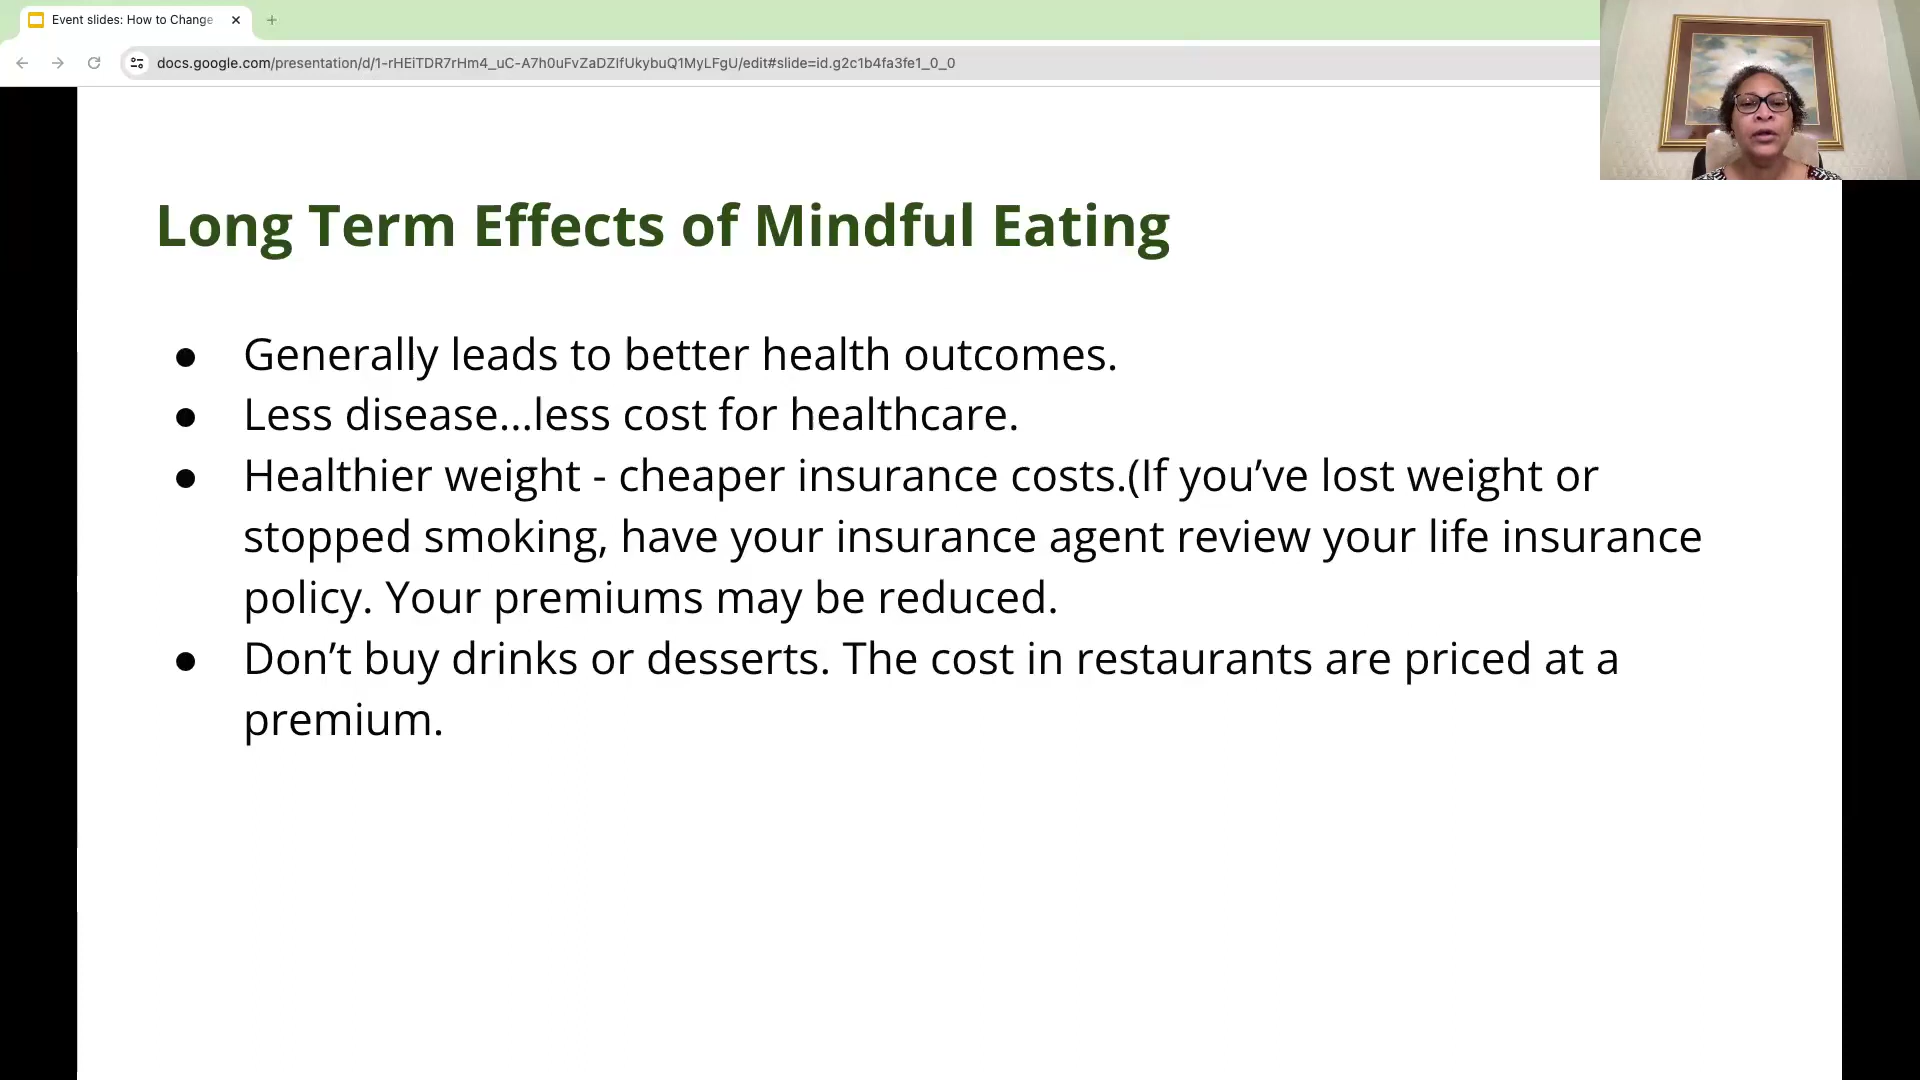 Event slides: How to Change
docs.google.com/presentation/d/1-rHEiTDR7rHm4_uC-A7h0uFvZaDZIfUkybuQ1MyLFgU/edit#slide=id.g2c1b4fa3fe1_0_0
Long Term Effects of Mindful Eating
● Generally leads to better health outcomes.
● Less disease...less cost for healthcare.
● Healthier weight - cheaper insurance costs.(If you’ve lost weight or
stopped smoking, have your insurance agent review your life insurance
policy. Your premiums may be reduced.
● Don’t buy drinks or desserts. The cost in restaurants are priced at a
premium.